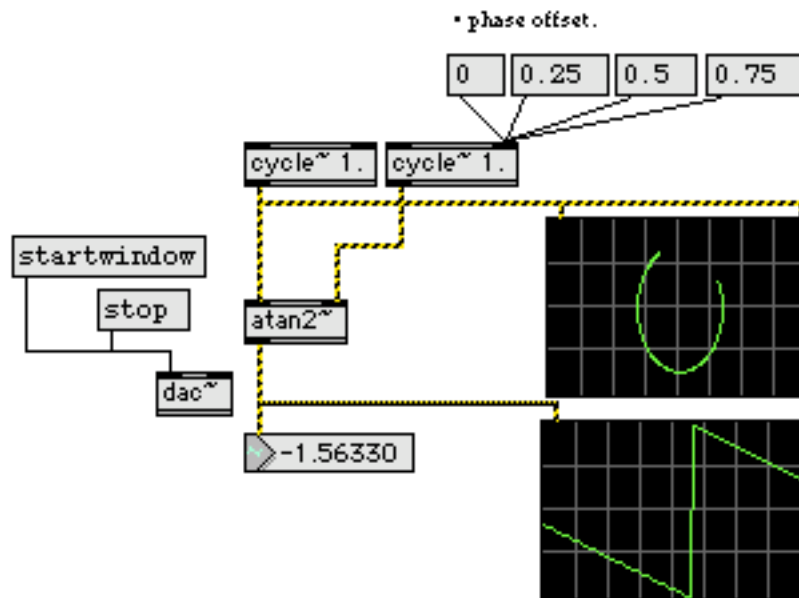 • phase offset.
0 0.25 0.5 0.75
cycle~ 1. cycle~ 1.
startwindow
stop
atan2~
dac~
-1.56330